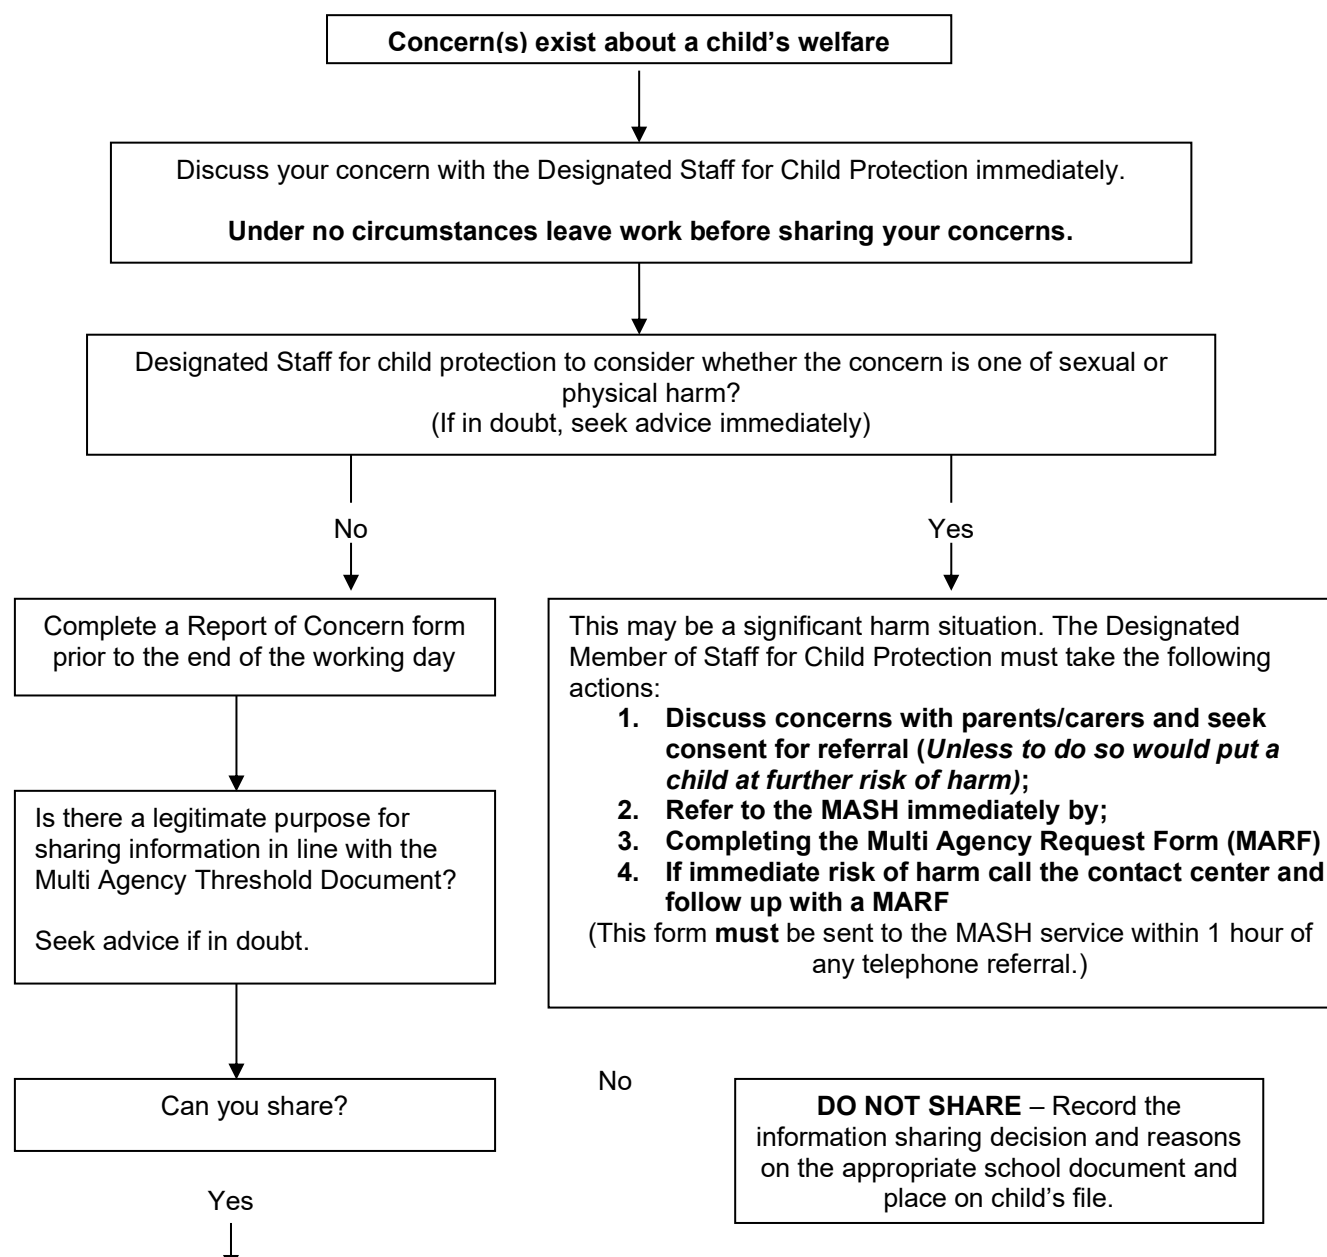 Concern(s) exist about a child’s welfare
Discuss your concern with the Designated Staff for Child Protection immediately.
Under no circumstances leave work before sharing your concerns.
Designated Staff for child protection to consider whether the concern is one of sexual or
physical harm?
(If in doubt, seek advice immediately)
No
Yes
Complete a Report of Concern form
prior to the end of the working day
This may be a significant harm situation. The Designated
Member of Staff for Child Protection must take the following
actions:
1. Discuss concerns with parents/carers and seek
consent for referral (Unless to do so would put a
child at further risk of harm);
2. Refer to the MASH immediately by;
3. Completing the Multi Agency Request Form (MARF)
4. If immediate risk of harm call the contact center and
follow up with a MARF
(This form must be sent to the MASH service within 1 hour of
any telephone referral.)
Is there a legitimate purpose for
sharing information in line with the
Multi Agency Threshold Document?
Seek advice if in doubt.
Can you share?
No
DO NOT SHARE – Record the
information sharing decision and reasons
on the appropriate school document and
place on child’s file.
Yes